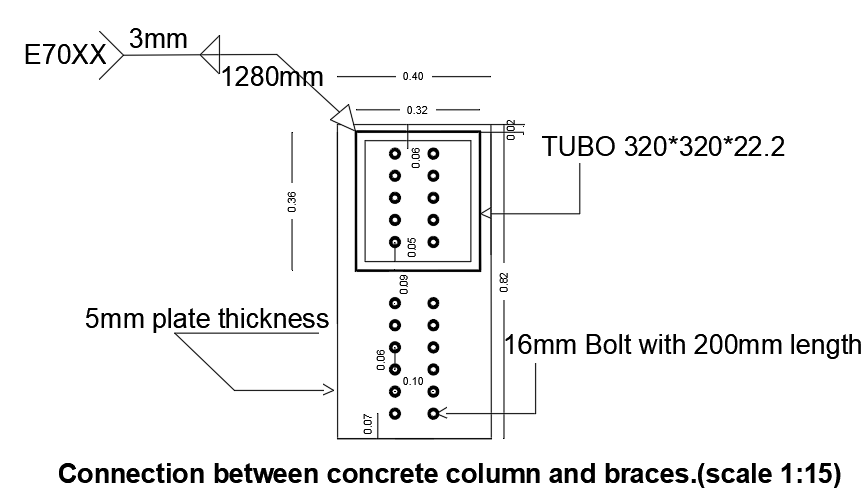 3mm
E70XX
1280mm
0.40
0.32
0.02
TUBO 320*320*22.2
0.06
0.36
0.05
0.82
0.09
5mm plate thickness
16mm Bolt with 200mm length
0.06
0.10
0.07
Connection between concrete column and braces.(scale 1:15)